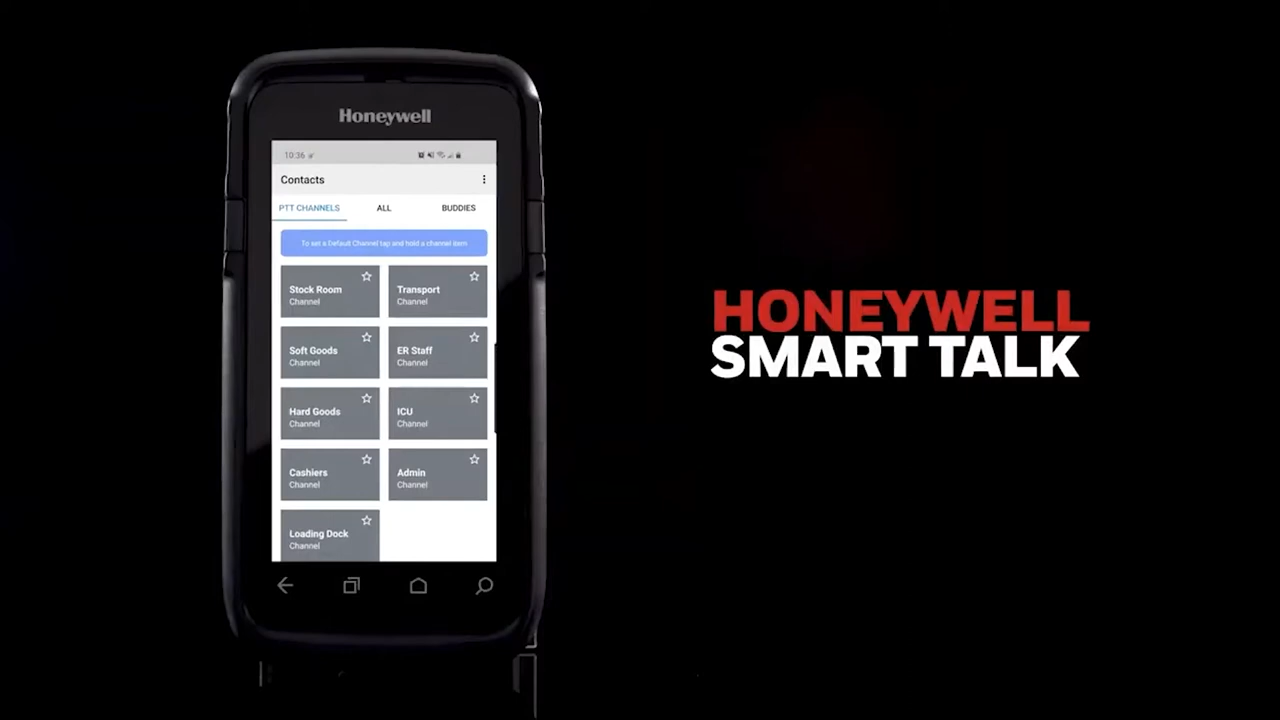 Honeywell
10:36
Contacts
PTT CHANNELS
ALL
BUDDIES
To set a Default Channel tap and hold a channel item
Stock Room
Channel
Transport
Channel
Soft Goods
Channel
ER Staff
Channel
Hard Goods
Channel
ICU
Channel
Cashiers
Channel
Admin
Channel
Loading Dock
Channel
HONEYWELL
SMART TALK